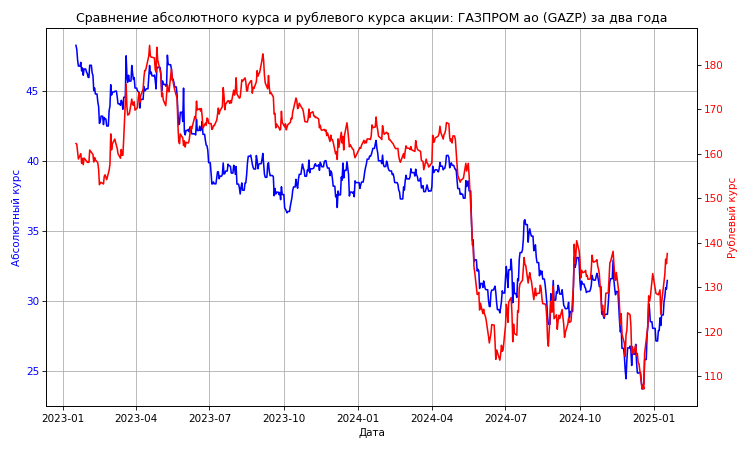 Сравнение абсолютного курса и рублевого курса акции: ГАЗПРОМ ао (GAZP) за два года
Абсолютный курс
45
40
35
30
25
180
170
160
150
140
130
120
110
Рублевый курс
2023-01 2023-04 2023-07 2023-10 2024-01 2024-04 2024-07 2024-10 2025-01
Дата